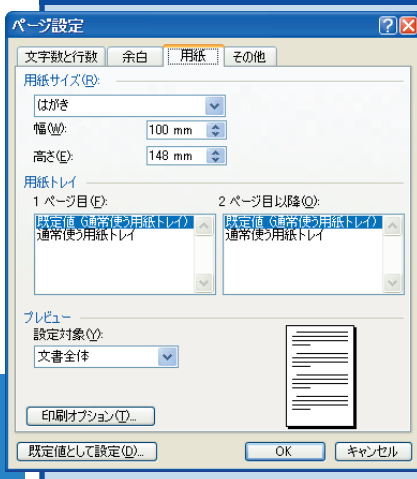 ページ設定
文字数と行数 余白 用紙 その他
用紙サイズ(R):
はがき
幅(W): 100 mm
高さ(E): 148 mm
用紙トレイ
1 ページ目(F): 2 ページ目以降(O):
既定値 (通常使う用紙トレイ) 既定値 (通常使う用紙トレイ)
通常使う用紙トレイ 通常使う用紙トレイ
プレビュー
設定対象(Y):
文書全体
印刷オプション(T)...
既定値として設定(D)... OK キャンセル